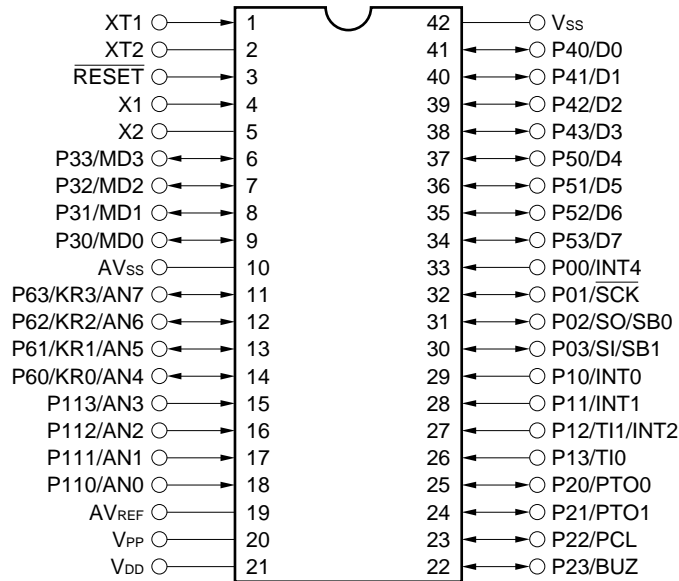 XT1 1 42 Vss
XT2 2 41 P40/D0
RESET 3 40 P41/D1
X1 4 39 P42/D2
X2 5 38 P43/D3
P33/MD3 6 37 P50/D4
P32/MD2 7 36 P51/D5
P31/MD1 8 35 P52/D6
P30/MD0 9 34 P53/D7
AVss 10 33 P00/INT4
P63/KR3/AN7 11 32 P01/SCK
P62/KR2/AN6 12 31 P02/SO/SB0
P61/KR1/AN5 13 30 P03/SI/SB1
P60/KR0/AN4 14 29 P10/INT0
P113/AN3 15 28 P11/INT1
P112/AN2 16 27 P12/TI1/INT2
P111/AN1 17 26 P13/TI0
P110/AN0 18 25 P20/PTO0
AVREF 19 24 P21/PTO1
VPP 20 23 P22/PCL
VDD 21 22 P23/BUZ